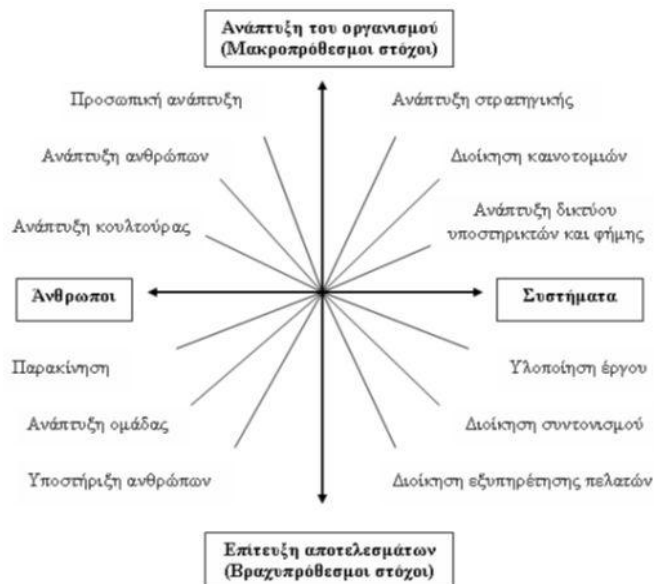 Ανάπτυξη του οργανισμού
(Μακροπρόθεσμοι στόχοι)
Προσωπική ανάπτυξη
Ανάπτυξη στρατηγικής
Ανάπτυξη ανθρώπων
Διοίκηση καινοτομιών
Ανάπτυξη κουλτούρας
Ανάπτυξη δικτύου
υποστηρικτών και φήμης
Άνθρωποι
Συστήματα
Παρακίνηση
Υλοποίηση έργου
Ανάπτυξη ομάδας
Διοίκηση συντονισμού
Υποστήριξη ανθρώπων
Διοίκηση εξυπηρέτησης πελατών
Επίτευξη αποτελεσμάτων
(Βραχυπρόθεσμοι στόχοι)